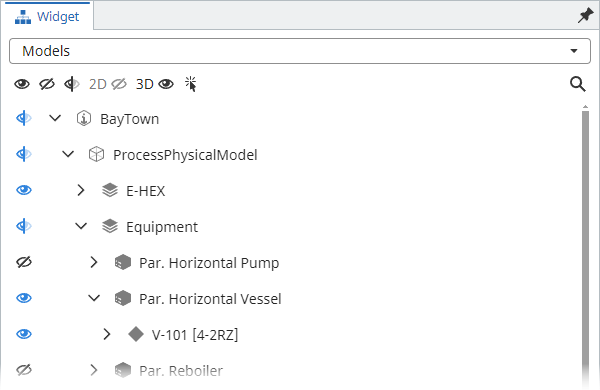 Widget
Models
2D 3D
BayTown
ProcessPhysicalModel
E-HEX
Equipment
Par. Horizontal Pump
Par. Horizontal Vessel
V-101 [4-2RZ]
Par. Reboiler